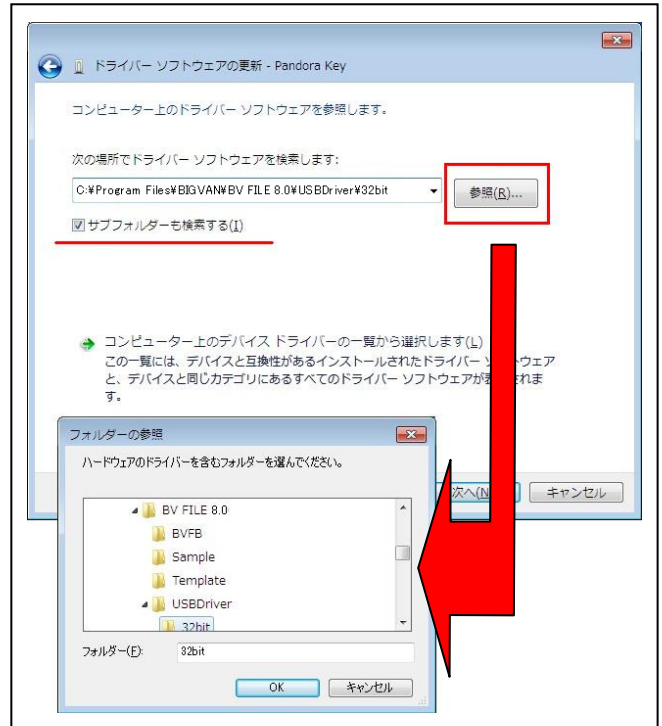 ドライバー ソフトウェアの更新 - Pandora Key
コンピューター上のドライバー ソフトウェアを参照します。
次の場所でドライバー ソフトウェアを検索します:
C:¥Program Files¥BIGVAN¥BV FILE 8.0¥USBDriver¥32bit
参照(R)...
サブフォルダーも検索する(I)
コンピューター上のデバイス ドライバーの一覧から選択します(L)
この一覧には、デバイスと互換性があるインストールされたドライバー ソ トウェア
と、デバイスと同じカテゴリにあるすべてのドライバー ソフトウェアが表 されま
す。
次へ(N
キャンセル
フォルダーの参照
ハードウェアのドライバーを含むフォルダーを選んでください。
BV FILE 8.0
BVFB
Sample
Template
USBDriver
32bit
フォルダー(F):
32bit
OK
キャンセル